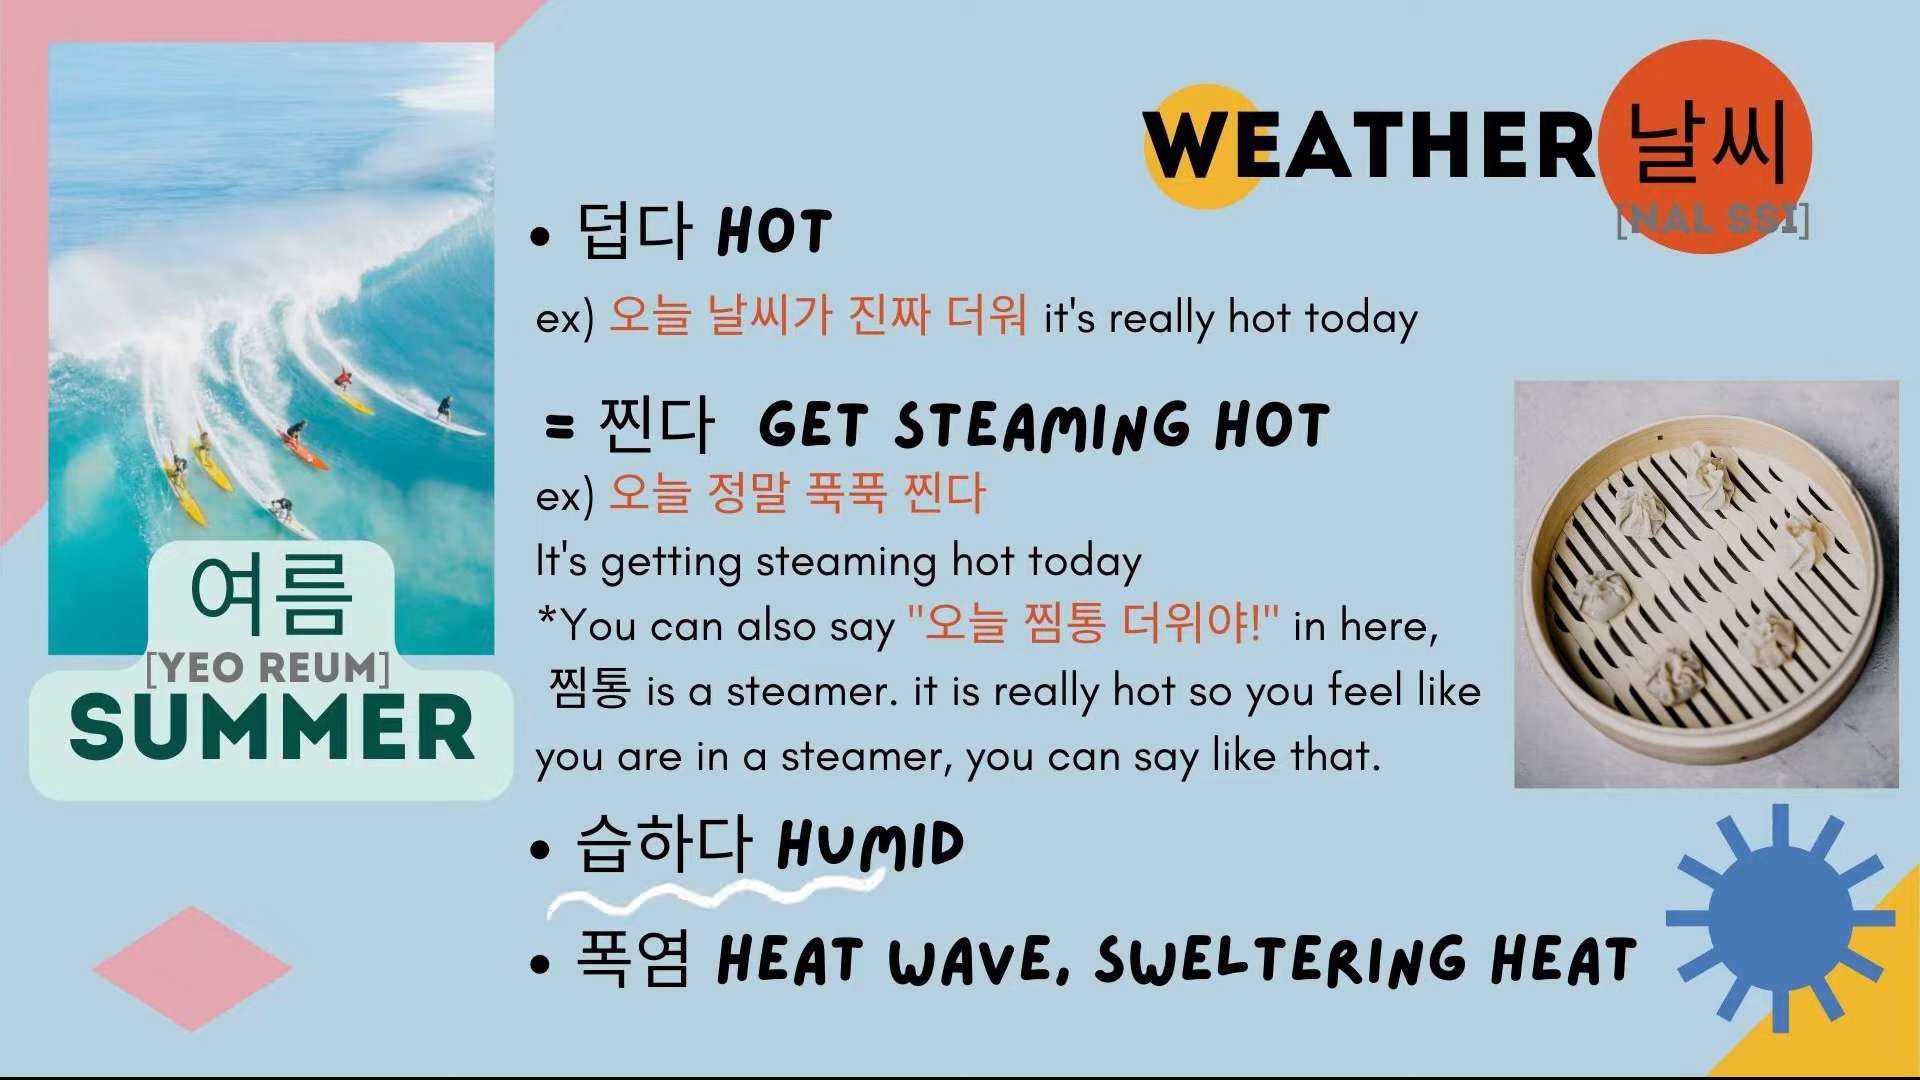 WEATHER 날씨
[NAL SSI]
• 덥다 HOT
ex) 오늘 날씨가 진짜 더워 it's really hot today
= 찐다 GET STEAMING HOT
ex) 오늘 정말 푹푹 찐다
It's getting steaming hot today
*You can also say "오늘 찜통 더위야!" in here,
찜통 is a steamer. it is really hot so you feel like
you are in a steamer, you can say like that.
• 습하다 HUMID
• 폭염 HEAT WAVE, SWELTERING HEAT
여름
[YEO REUM]
SUMMER